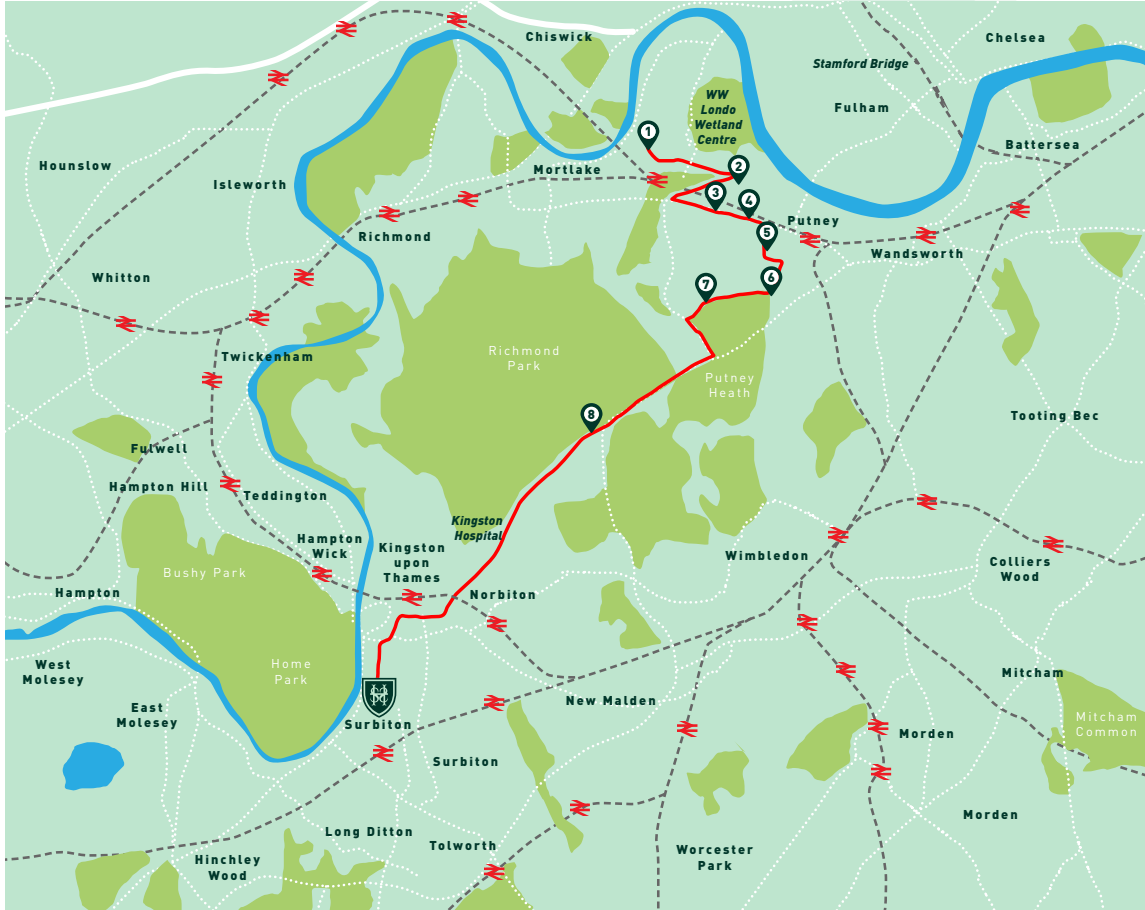 Chiswick
Chelsea
Stamford Bridge
Fulham
WW
Londo
Wetland
Centre
Hounslow
Isleworth
Mortlake
Battersea
1
2
3
4
5
6
7
8
Richmond
Putney
Wandsworth
Whitton
Twickenham
Richmond
Park
Putney
Heath
Tooting Bec
Fulwell
Hampton Hill
Teddington
Kingston
Hospital
Hampton
Wick
Kingston
upon
Thames
Wimbledon
Colliers
Wood
Bushy Park
Hampton
Norbiton
West
Molesey
Home
Park
Mitcham
East
Molesey
Surbiton
New Malden
Mitcham
Common
Morden
Surbiton
Long Ditton
Tolworth
Morden
Hinchley
Wood
Worcester
Park